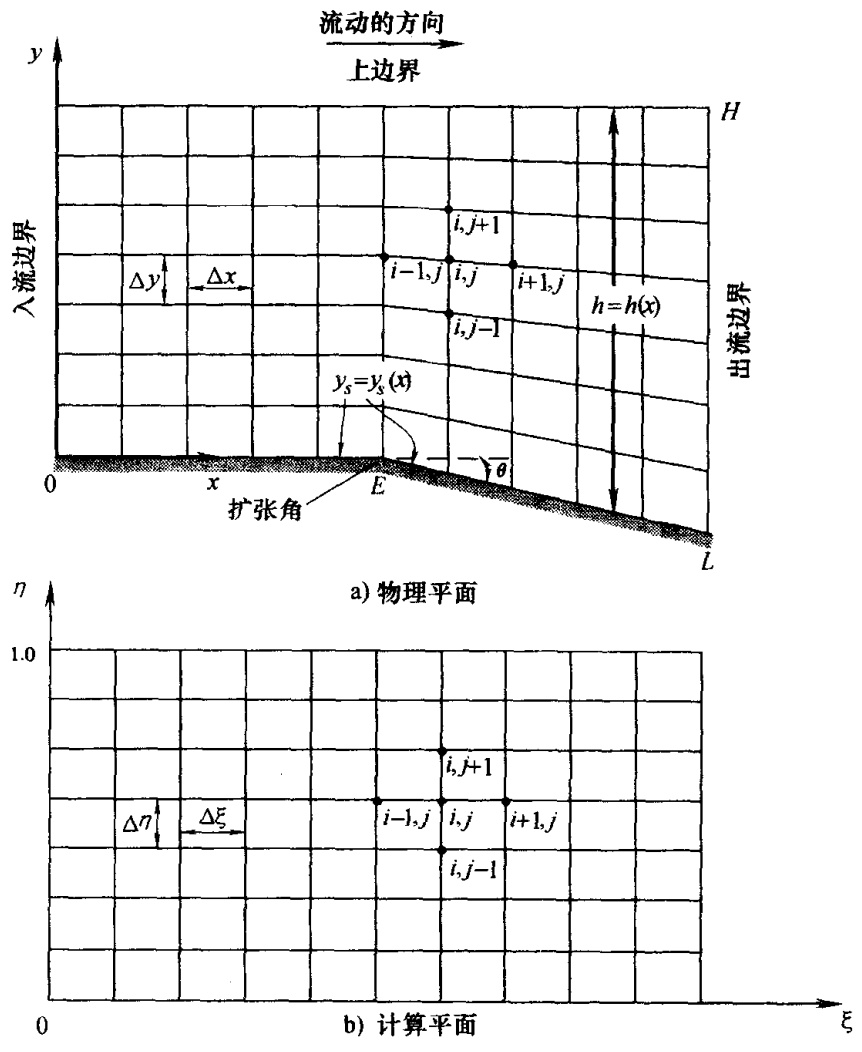 流动的方向
y
上边界
H
入流边界
i, j+1
Δy
Δx
i-1, j
i, j
i+1, j
h=h(x)
出流边界
i, j-1
y_s=y_s(x)
θ
0
x
E
扩张角
L
a) 物理平面
η
1.0
i, j+1
Δη
Δξ
i-1, j
i, j
i+1, j
i, j-1
0
b) 计算平面
ξ